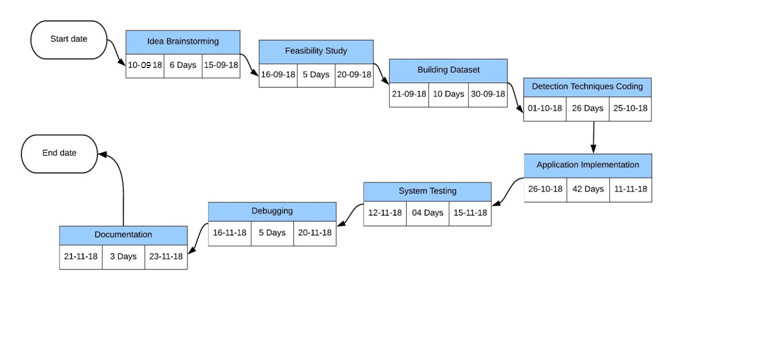 Start date
Idea Brainstorming
10-09 18 6 Days 15-09-18
Feasibility Study
16-09-18 5 Days 20-09-18
Building Dataset
21-09-18 10 Days 30-09-18
Detection Techniques Coding
01-10-18 26 Days 25-10-18
Application Implementation
26-10-18 42 Days 11-11-18
System Testing
12-11-18 04 Days 15-11-18
Debugging
16-11-18 5 Days 20-11-18
Documentation
21-11-18 3 Days 23-11-18
End date